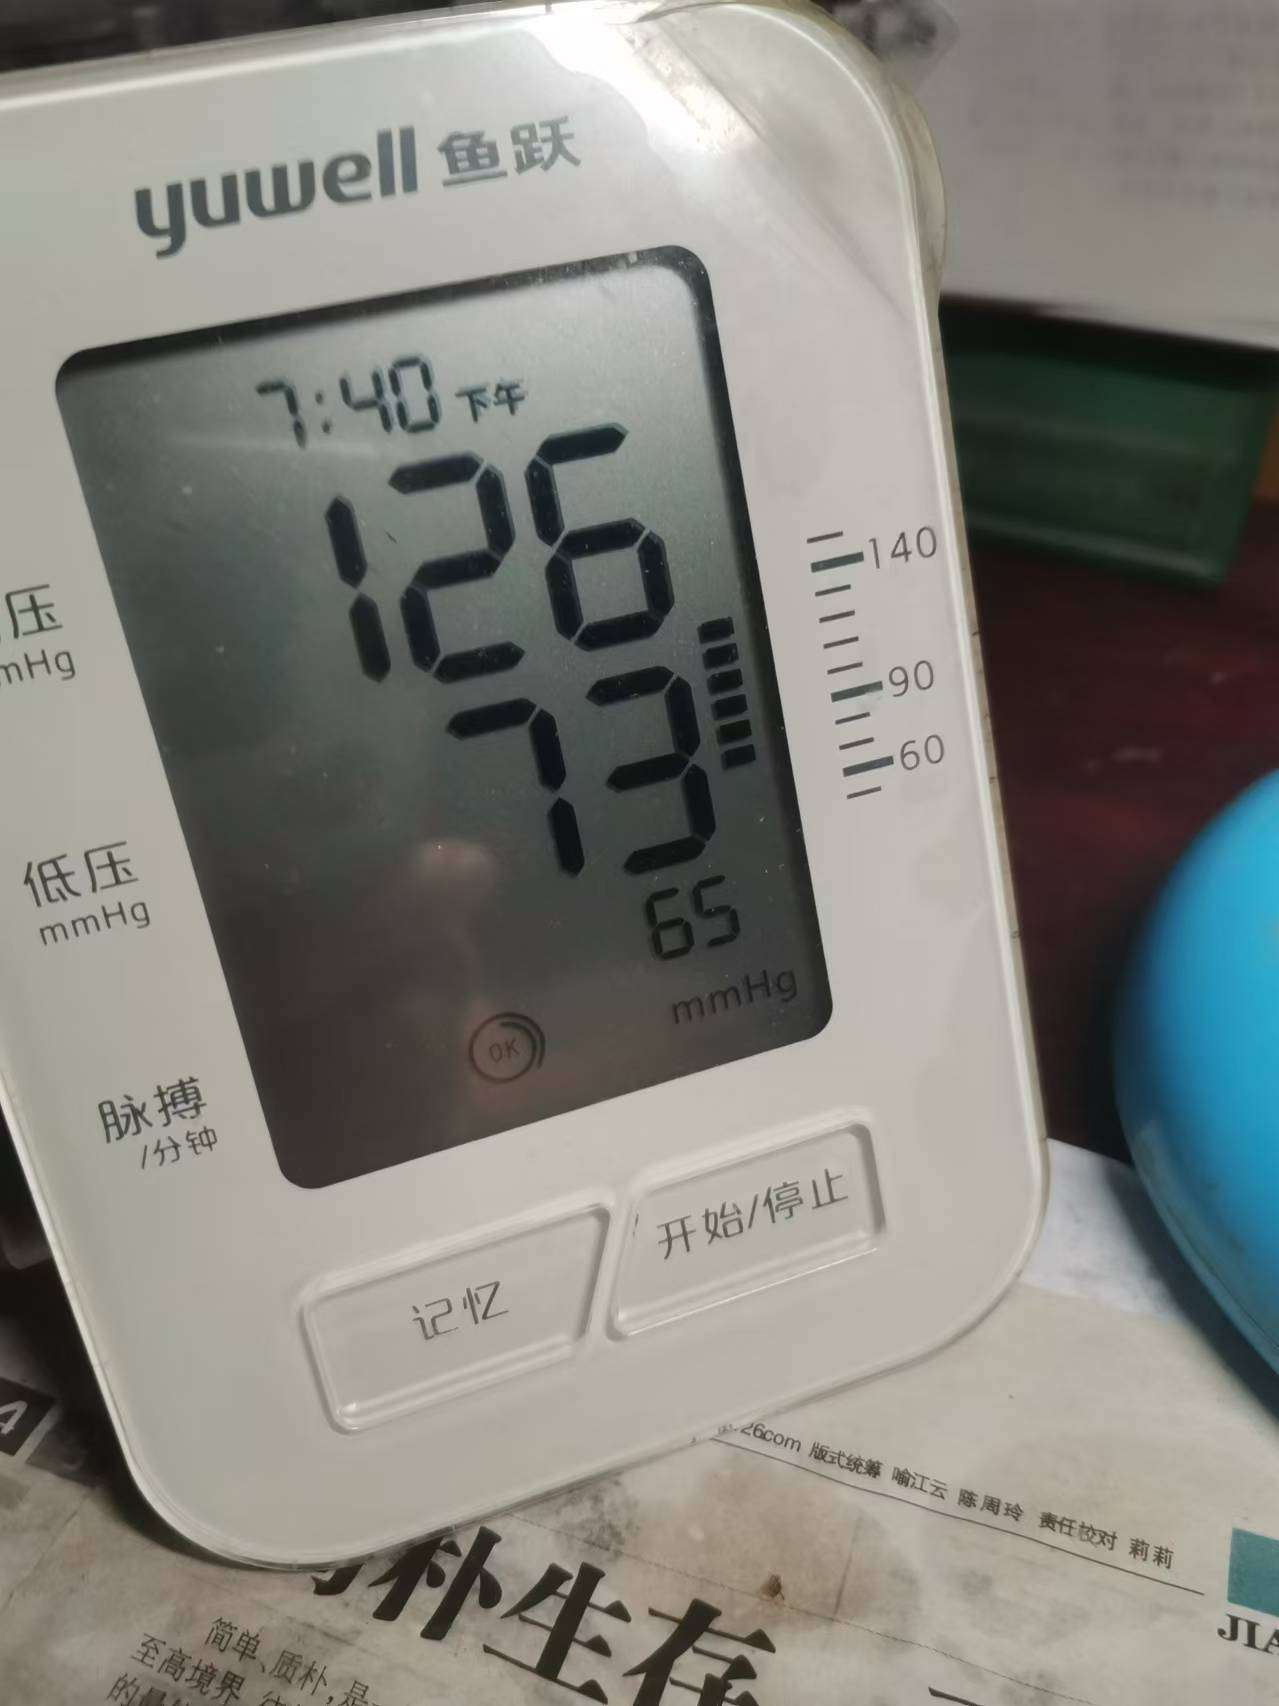 yuwell 鱼跃
7:40 下午
126
140
压
mmHg
90
73
60
低压
mmHg
65
mmHg
OK
脉搏
/分钟
记忆
开始/停止
26com 版式统筹 喻江云 陈周玲 责任校对 莉莉
朴生存
简单、质朴,是
至高境界
JIA